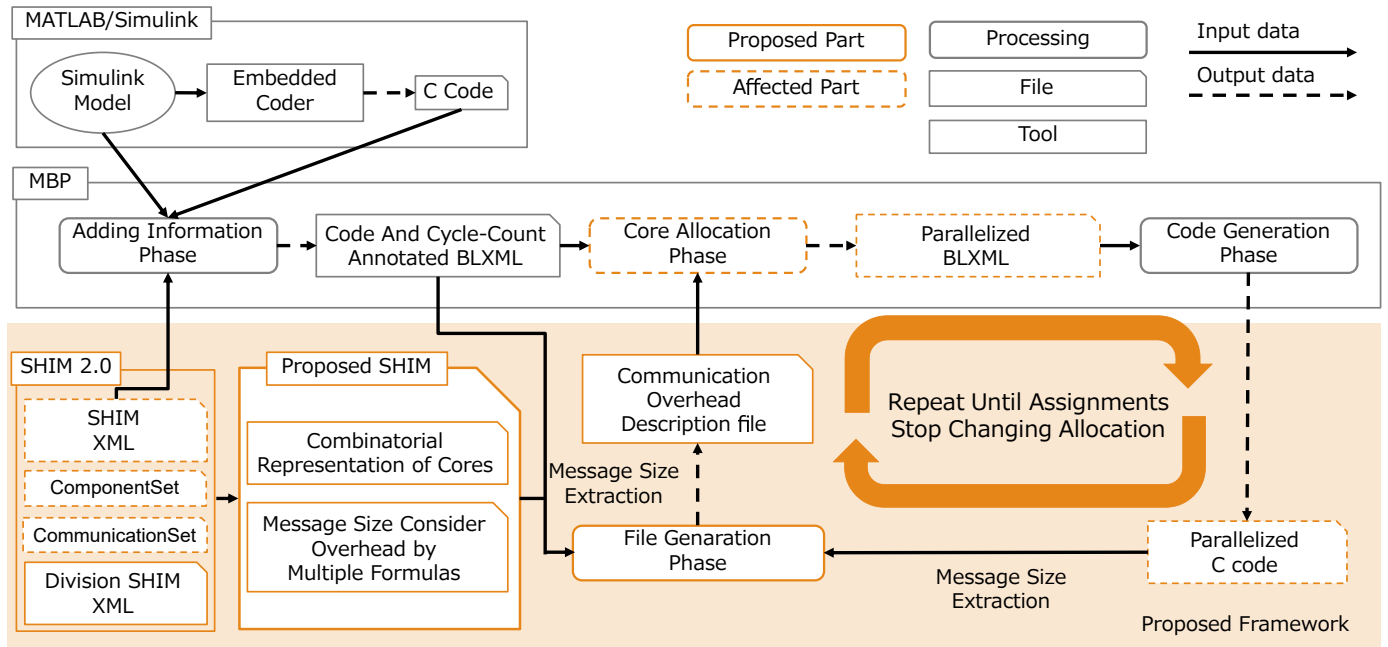 MATLAB/Simulink
Simulink
Model
Embedded
Coder
C Code
Proposed Part
Affected Part
Processing
File
Tool
Input data
Output data
MBP
Adding Information
Phase
Code And Cycle-Count
Annotated BLXML
Core Allocation
Phase
Parallelized
BLXML
Code Generation
Phase
SHIM 2.0
SHIM
XML
ComponentSet
CommunicationSet
Division SHIM
XML
Proposed SHIM
Combinatorial
Representation of Cores
Message Size Consider
Overhead by
Multiple Formulas
Communication
Overhead
Description file
Message Size
Extraction
File Genaration
Phase
Repeat Until Assignments
Stop Changing Allocation
Message Size
Extraction
Parallelized
C code
Proposed Framework